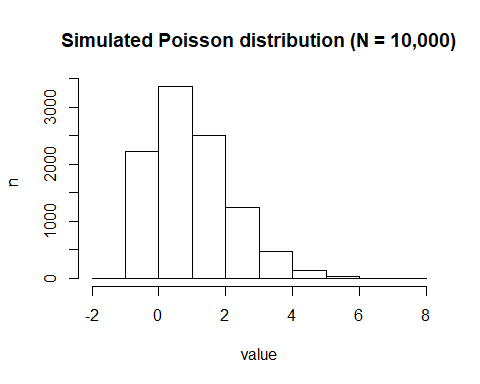 Simulated Poisson distribution (N = 10,000)
n
3000
2000
1000
0
-2 0 2 4 6 8
value